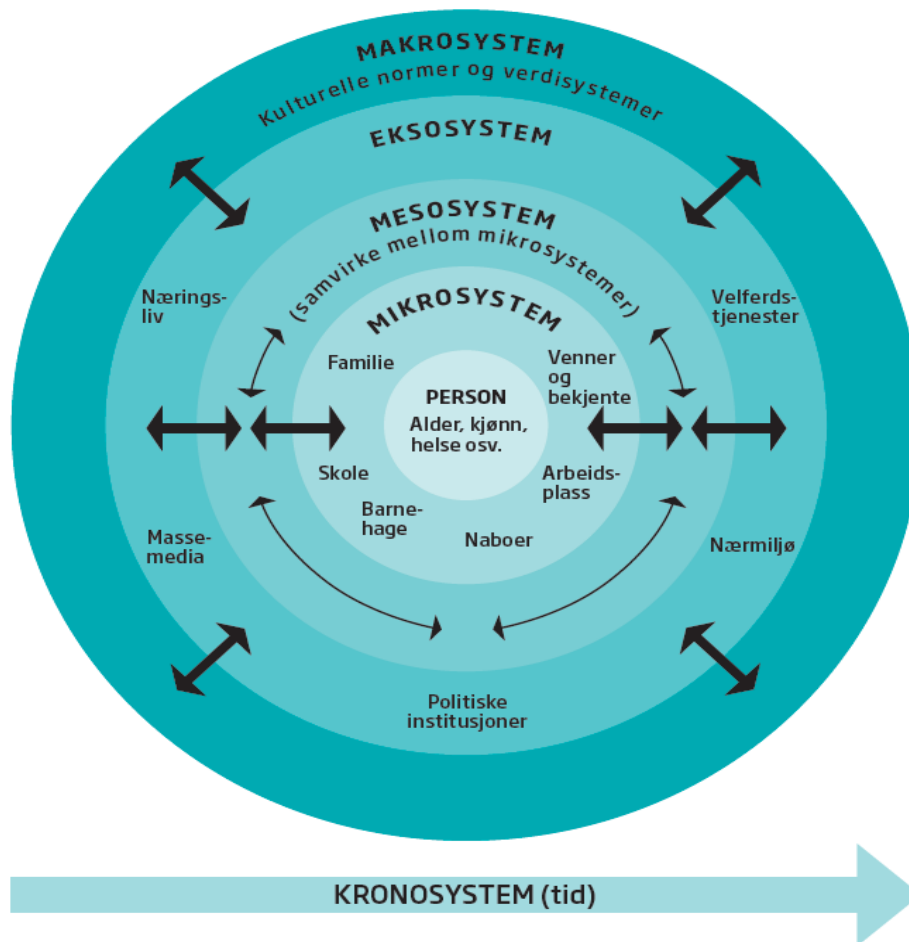 MAKROSYSTEM
Kulturelle normer og verdisystemer
EKSOSYSTEM
MESOSYSTEM
(samvirke mellom mikrosystemer)
MIKROSYSTEM
Nærings-
liv
Velferds-
tjenester
Familie
Venner
og
bekjente
PERSON
Alder, kjønn,
helse osv.
Skole
Arbeids-
plass
Barne-
hage
Naboer
Masse-
media
Nærmiljø
Politiske
institusjoner
KRONOSYSTEM (tid)